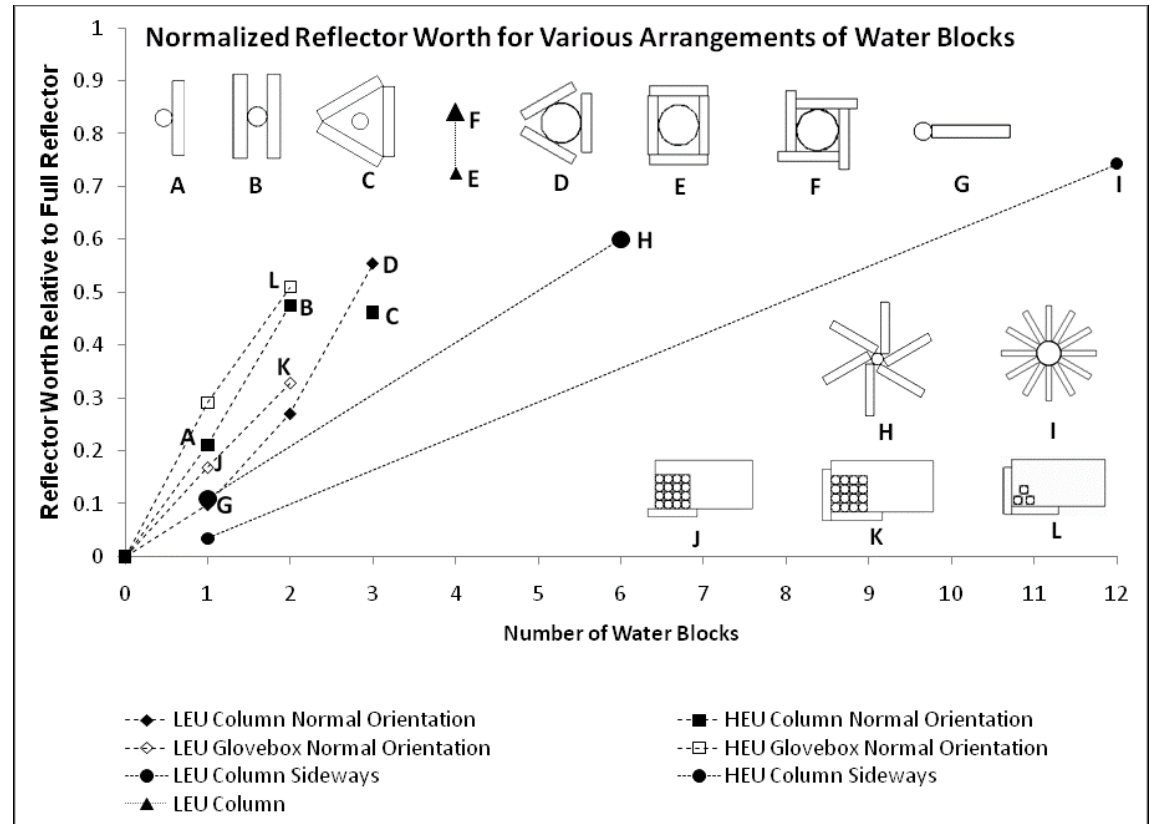 Normalized Reflector Worth for Various Arrangements of Water Blocks
Reflector Worth Relative to Full Reflector
1
0.9
0.8
0.7
0.6
0.5
0.4
0.3
0.2
0.1
0
A B C F E D E F G
I
H
D
L B C
K
A
J
G
H I
J K L
0 1 2 3 4 5 6 7 8 9 10 11 12
Number of Water Blocks
LEU Column Normal Orientation
HEU Column Normal Orientation
LEU Glovebox Normal Orientation
HEU Glovebox Normal Orientation
LEU Column Sideways
HEU Column Sideways
LEU Column